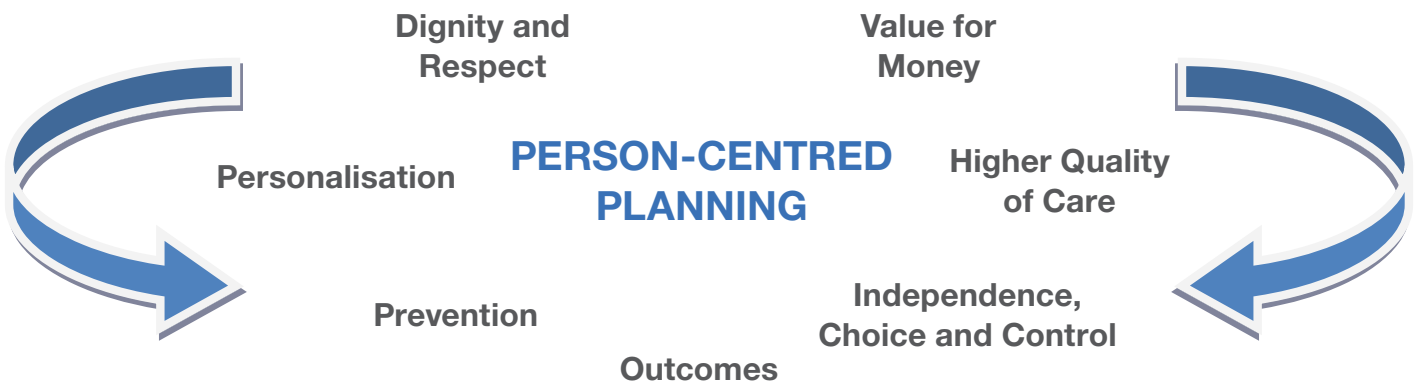 Dignity and
Respect
Value for
Money
PERSON-CENTRED
PLANNING
Personalisation
Higher Quality
of Care
Prevention
Independence,
Choice and Control
Outcomes